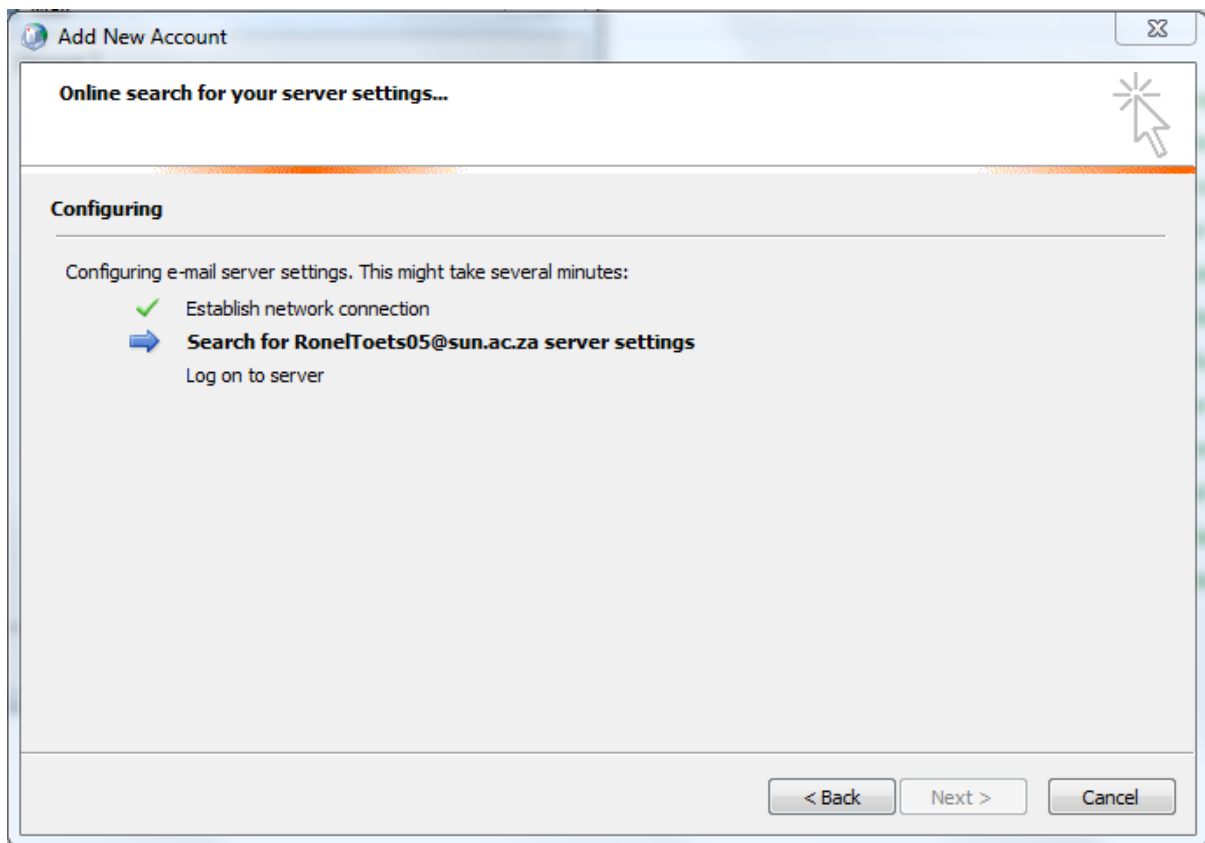 Add New Account
Online search for your server settings...
Configuring
Configuring e-mail server settings. This might take several minutes:
Establish network connection
Search for RonelToets05@sun.ac.za server settings
Log on to server
< Back Next > Cancel